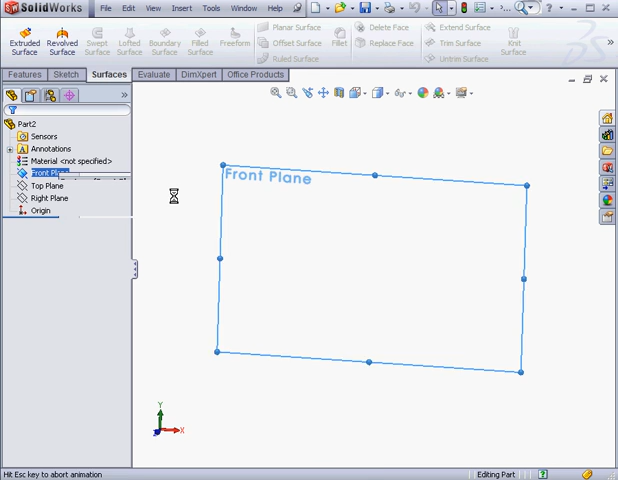 SolidWorks File Edit View Insert Tools Window Help
Extruded Surface
Revolved Surface
Swept Surface
Lofted Surface
Boundary Surface
Filled Surface
Freeform
Planar Surface
Offset Surface
Ruled Surface
Fillet
Delete Face
Replace Face
Extend Surface
Trim Surface
Untrim Surface
Knit Surface
Features Sketch Surfaces Evaluate DimXpert Office Products
Part2
Sensors
Annotations
Material <not specified>
Front Plane
Top Plane
Right Plane
Origin
Front Plane
Y
X
Z
Hit Esc key to abort animation
Editing Part